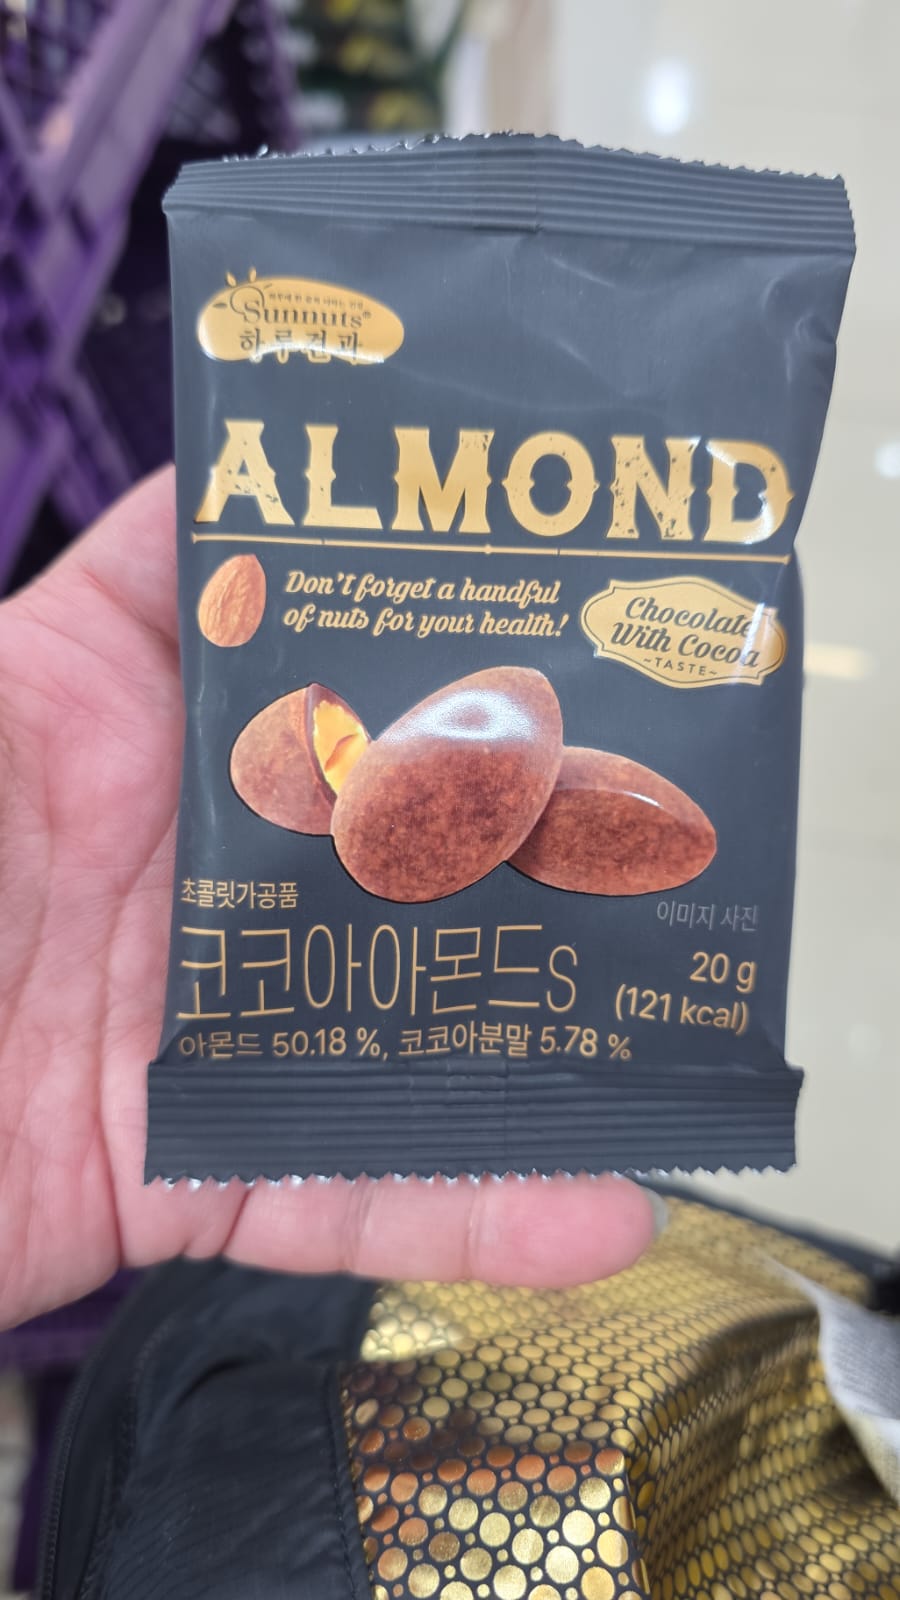 Sunnuts®
하루견과
ALMOND
Don't forget a handful
of nuts for your health!
Chocolate
With Cocoa
~TASTE~
초콜릿가공품
이미지 사진
코코아아몬드S
20 g
(121 kcal)
아몬드 50.18 %, 코코아분말 5.78 %